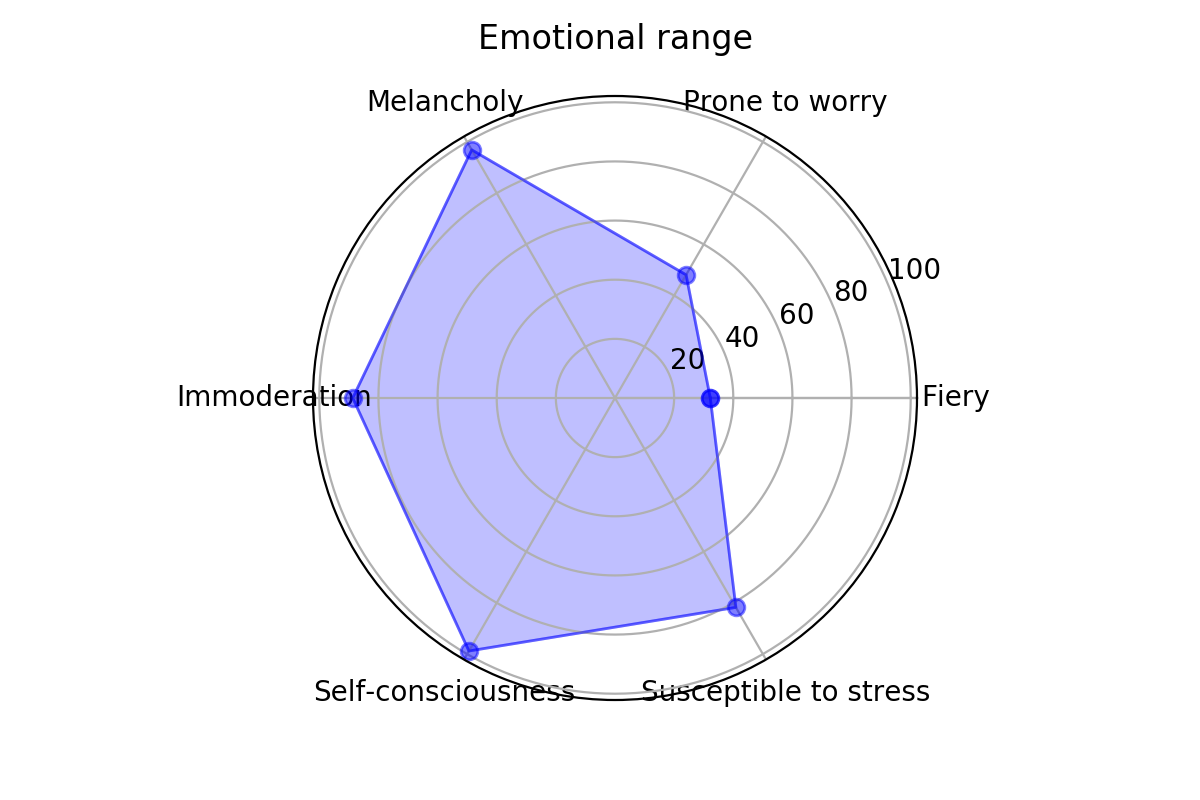 Emotional range
Melancholy
Prone to worry
100
80
60
40
20
Immoderation
Fiery
Self-consciousness
Susceptible to stress